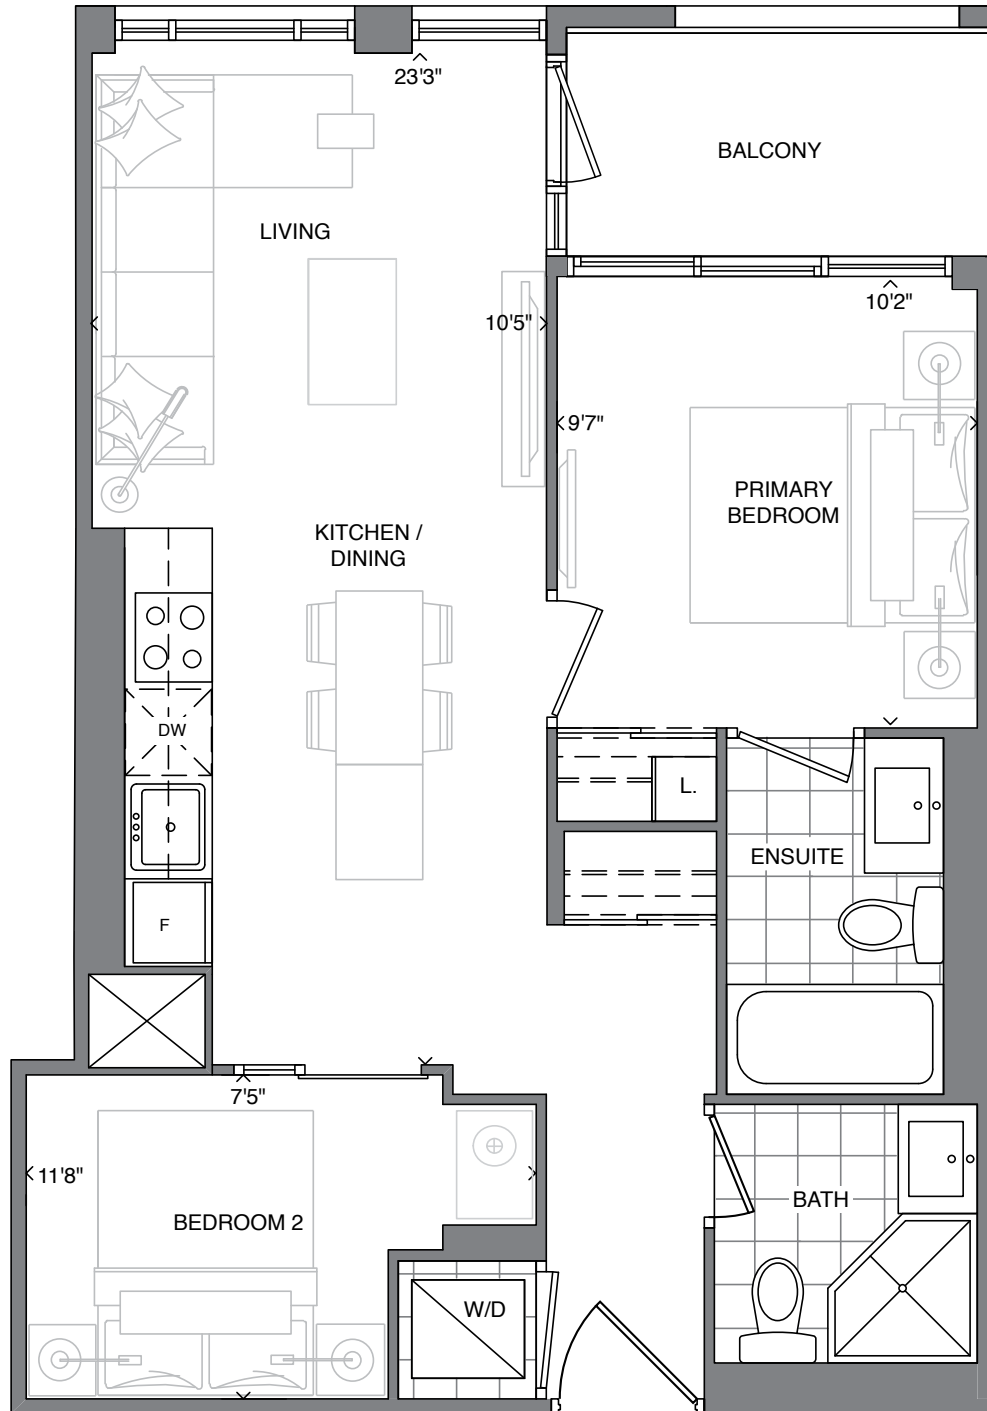 23'3"
BALCONY
LIVING
10'2"
10'5"
9'7"
PRIMARY
BEDROOM
KITCHEN /
DINING
DW
L.
ENSUITE
F
7'5"
11'8"
BATH
BEDROOM 2
W/D